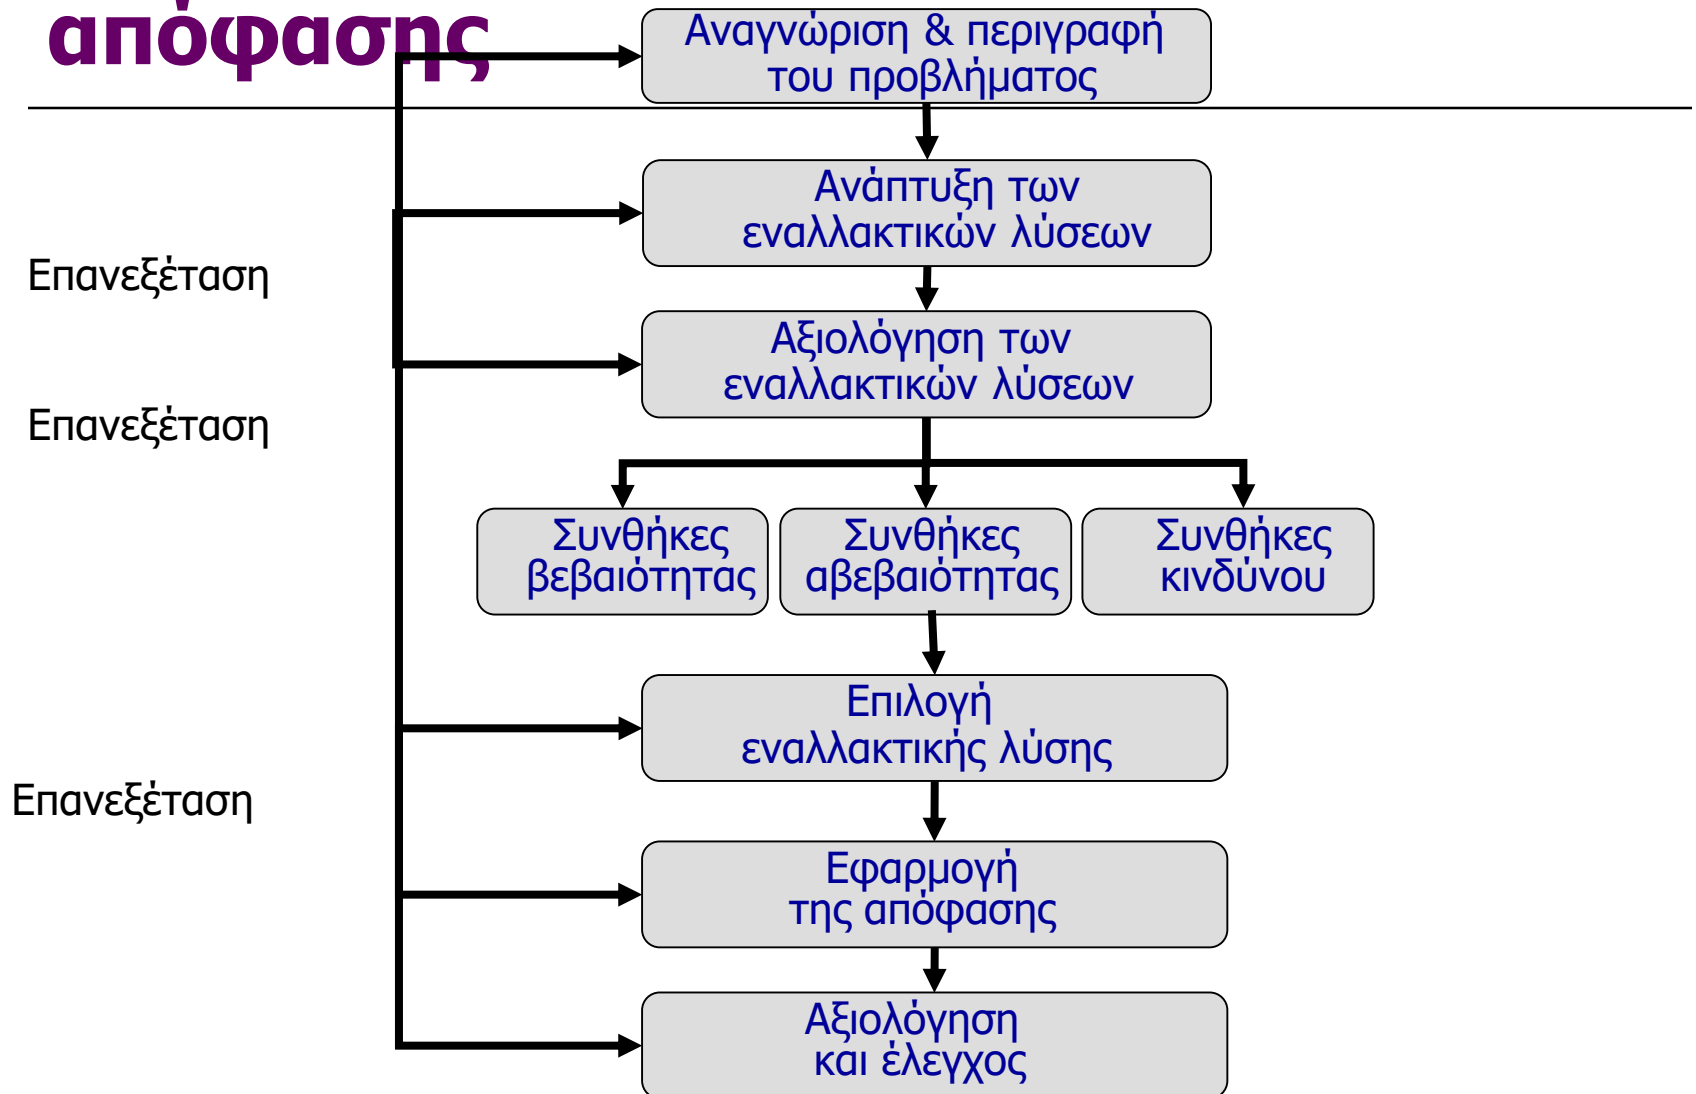 απόφασης
Αναγνώριση & περιγραφή
του προβλήματος
Ανάπτυξη των
εναλλακτικών λύσεων
Επανεξέταση
Αξιολόγηση των
εναλλακτικών λύσεων
Επανεξέταση
Συνθήκες
βεβαιότητας
Συνθήκες
αβεβαιότητας
Συνθήκες
κινδύνου
Επιλογή
εναλλακτικής λύσης
Επανεξέταση
Εφαρμογή
της απόφασης
Αξιολόγηση
και έλεγχος